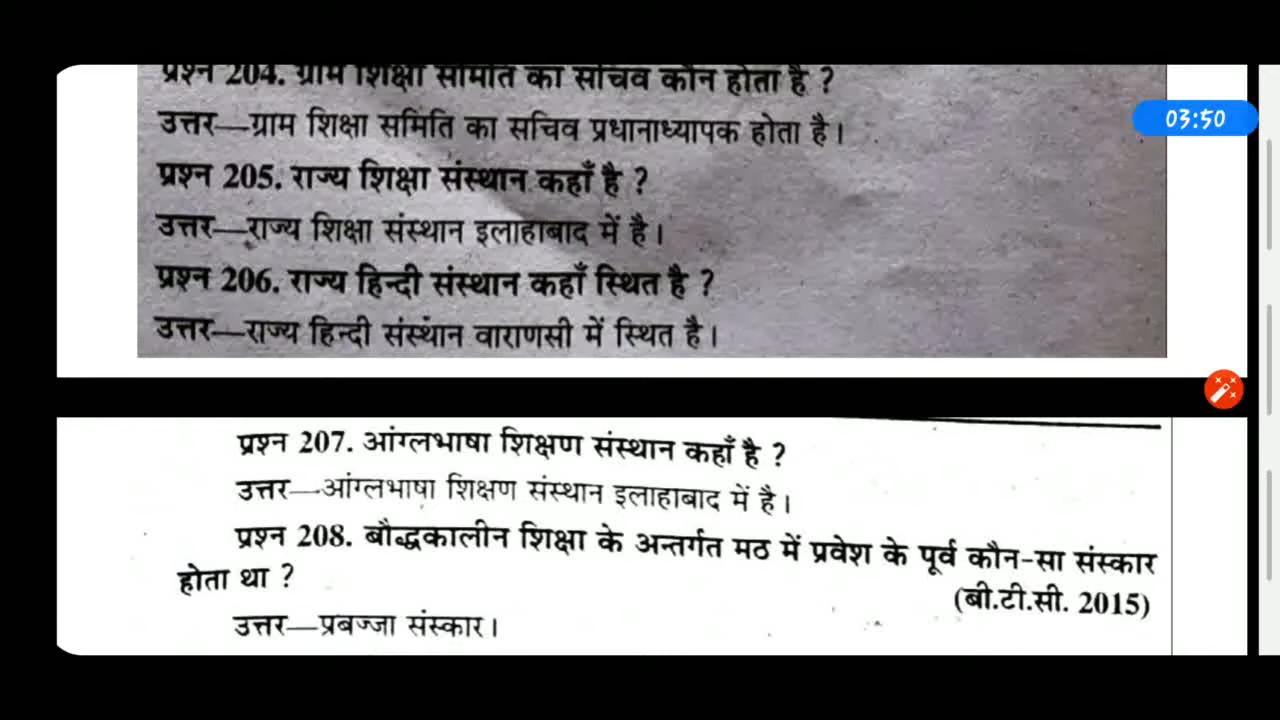 प्रश्न 204. ग्राम शिक्षा समिति का सचिव कौन होता है ?
उत्तर—ग्राम शिक्षा समिति का सचिव प्रधानाध्यापक होता है।
03:50
प्रश्न 205. राज्य शिक्षा संस्थान कहाँ है ?
उत्तर—राज्य शिक्षा संस्थान इलाहाबाद में है।
प्रश्न 206. राज्य हिन्दी संस्थान कहाँ स्थित है ?
उत्तर—राज्य हिन्दी संस्थान वाराणसी में स्थित है।
प्रश्न 207. आंग्लभाषा शिक्षण संस्थान कहाँ है ?
उत्तर—आंग्लभाषा शिक्षण संस्थान इलाहाबाद में है।
प्रश्न 208. बौद्धकालीन शिक्षा के अन्तर्गत मठ में प्रवेश के पूर्व कौन-सा संस्कार
होता था ?
(बी.टी.सी. 2015)
उत्तर—प्रबज्जा संस्कार।